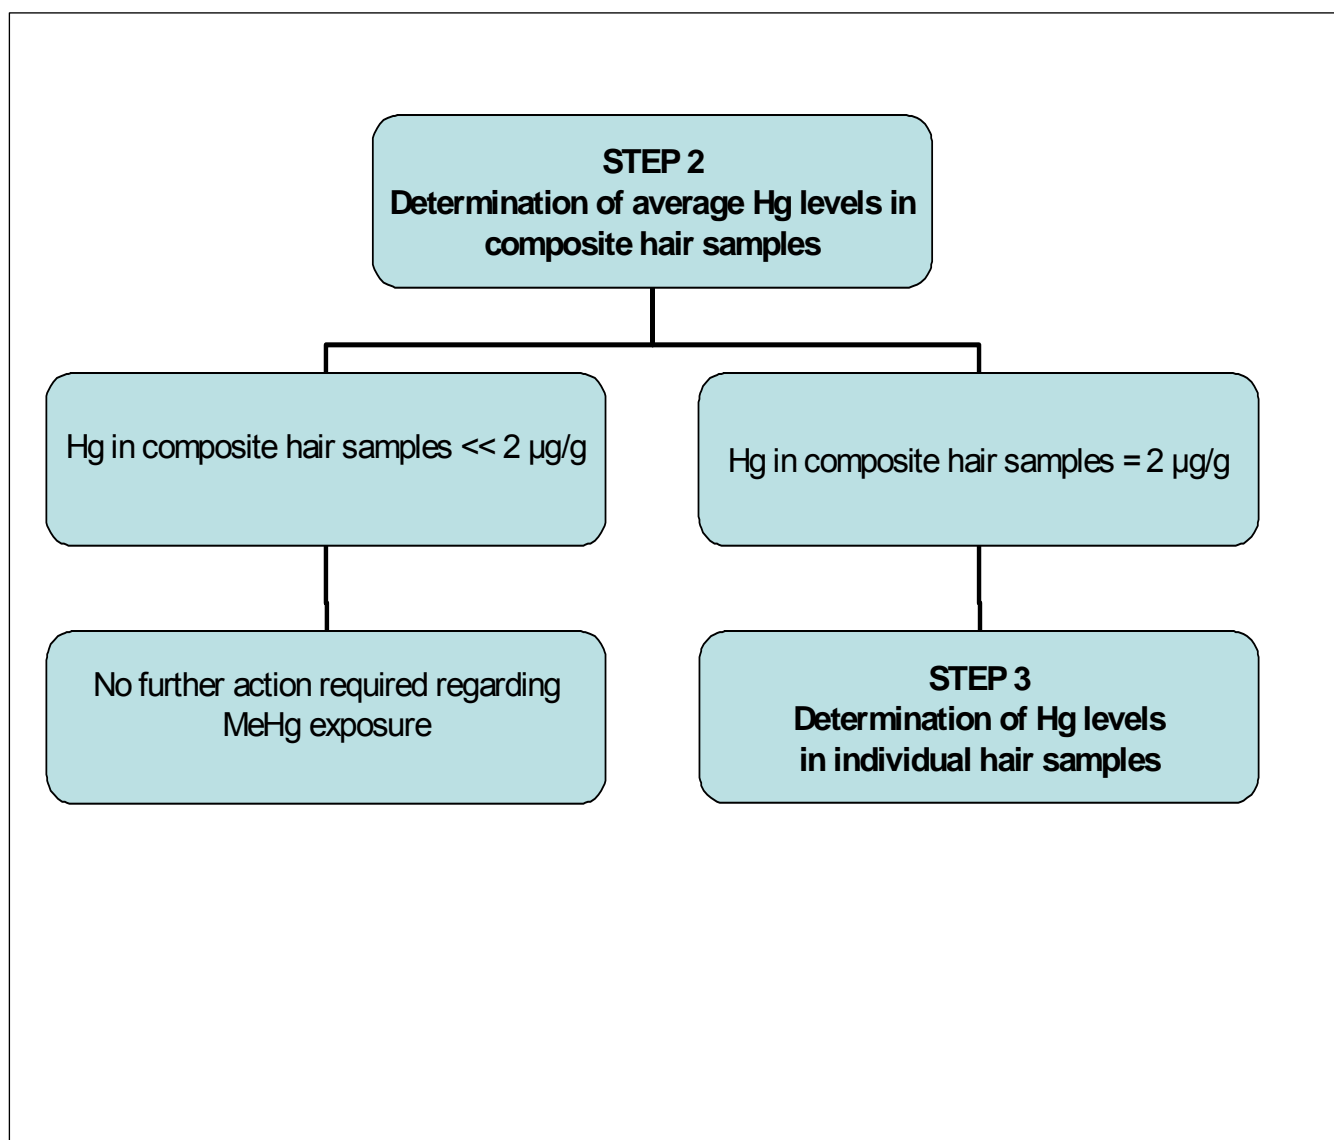 STEP 2
Determination of average Hg levels in
composite hair samples
Hg in composite hair samples << 2 µg/g
Hg in composite hair samples = 2 µg/g
No further action required regarding
MeHg exposure
STEP 3
Determination of Hg levels
in individual hair samples